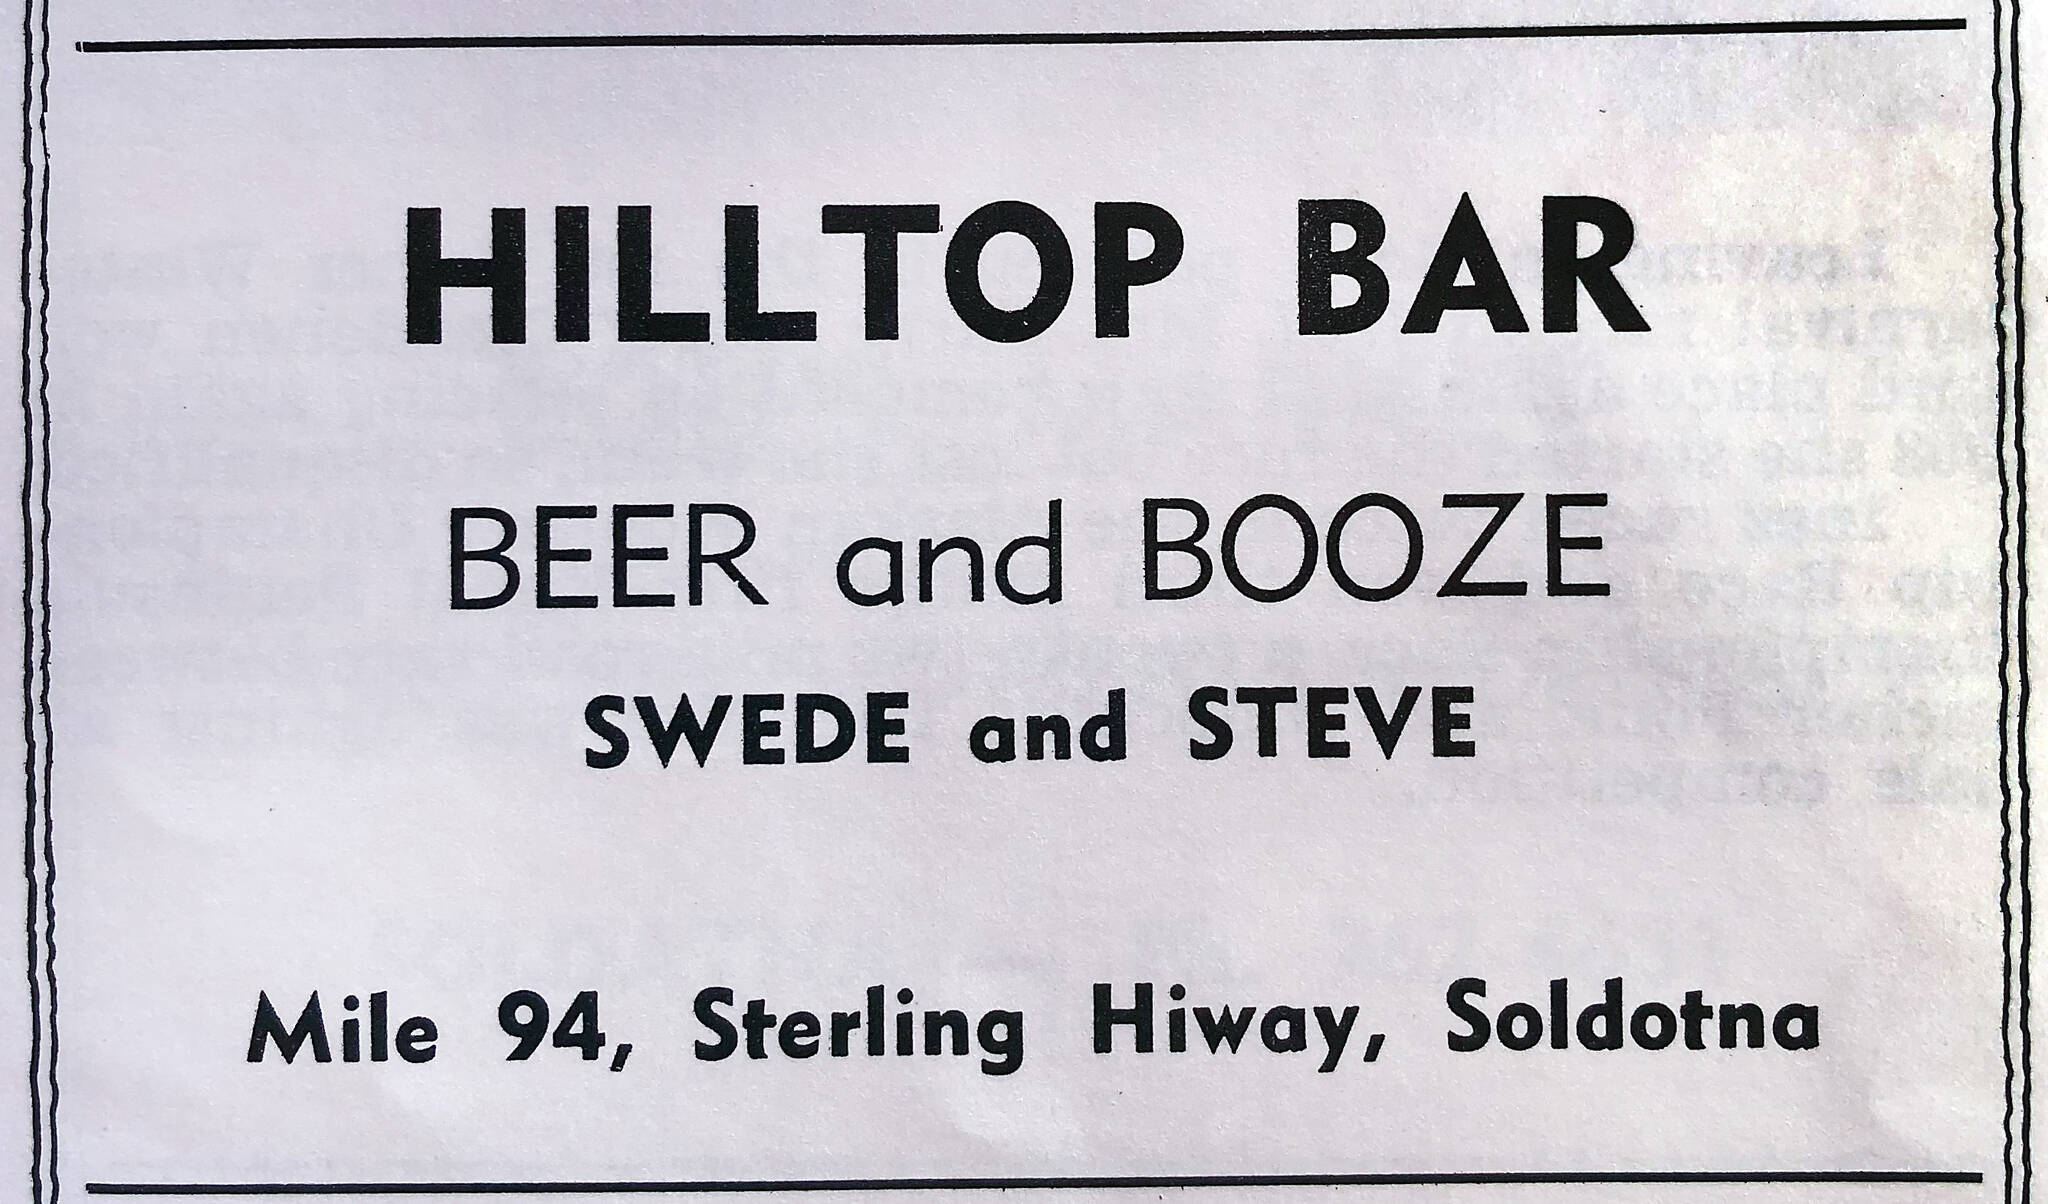 HILLTOP BAR
BEER and BOOZE
SWEDE and STEVE
Mile 94, Sterling Hiway, Soldotna